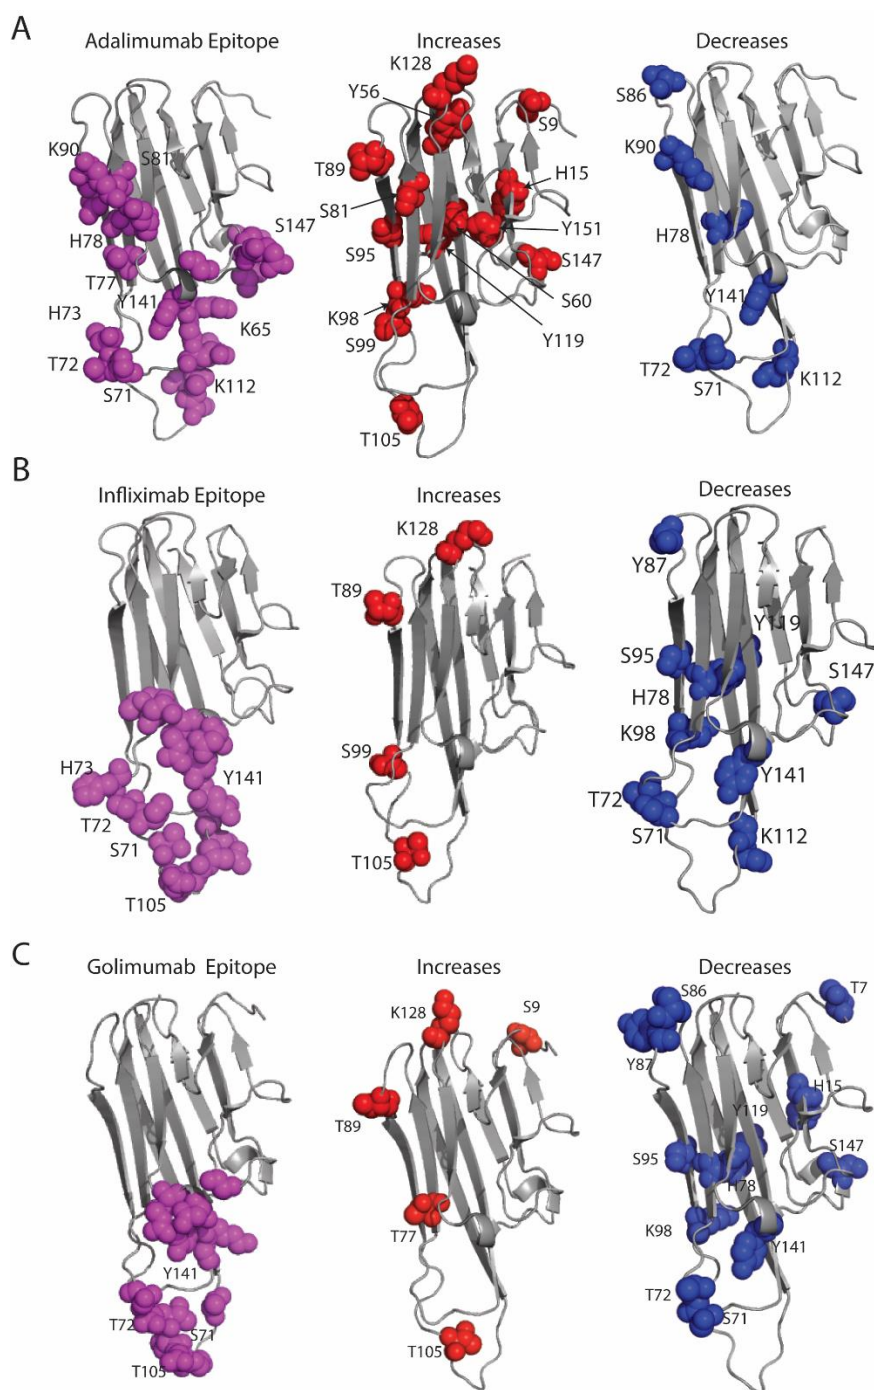 A
Adalimumab Epitope
Increases
Decreases
K90
S81
H78
S147
T77
Y141
H73
K65
T72
S71
K112
K128
Y56
S9
T89
H15
S81
Y151
S95
S147
S60
K98
Y119
S99
T105
S86
K90
H78
Y141
T72
S71
K112
B
Infliximab Epitope
Increases
Decreases
H73
Y141
T72
S71
T105
K128
T89
S99
T105
Y87
Y119
S95
S147
H78
K98
Y141
T72
S71
K112
C
Golimumab Epitope
Increases
Decreases
Y141
T72
S71
T105
K128
S9
T89
T77
T105
S86
T7
Y87
H15
Y119
S95
S147
H78
K98
Y141
T72
S71